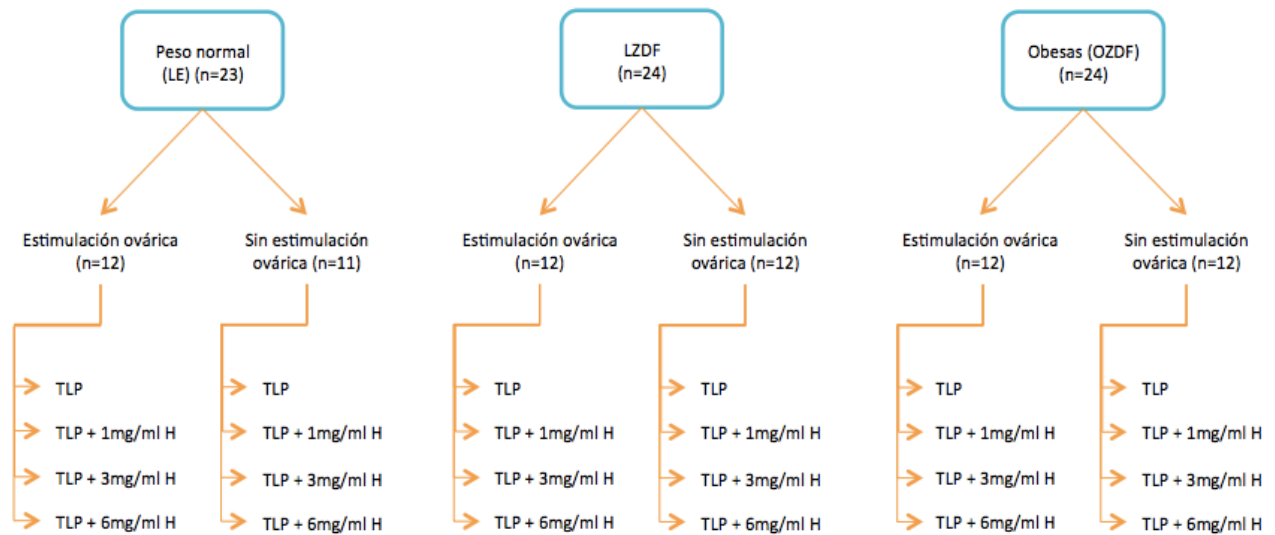 Peso normal
(LE) (n=23)
LZDF
(n=24)
Obesas (OZDF)
(n=24)
Estimulación ovárica
(n=12)
Sin estimulación
ovárica (n=11)
Estimulación ovárica
(n=12)
Sin estimulación
ovárica (n=12)
Estimulación ovárica
(n=12)
Sin estimulación
ovárica (n=12)
TLP
TLP + 1mg/ml H
TLP + 3mg/ml H
TLP + 6mg/ml H
TLP
TLP + 1mg/ml H
TLP + 3mg/ml H
TLP + 6mg/ml H
TLP
TLP + 1mg/ml H
TLP + 3mg/ml H
TLP + 6mg/ml H
TLP
TLP + 1mg/ml H
TLP + 3mg/ml H
TLP + 6mg/ml H
TLP
TLP + 1mg/ml H
TLP + 3mg/ml H
TLP + 6mg/ml H
TLP
TLP + 1mg/ml H
TLP + 3mg/ml H
TLP + 6mg/ml H